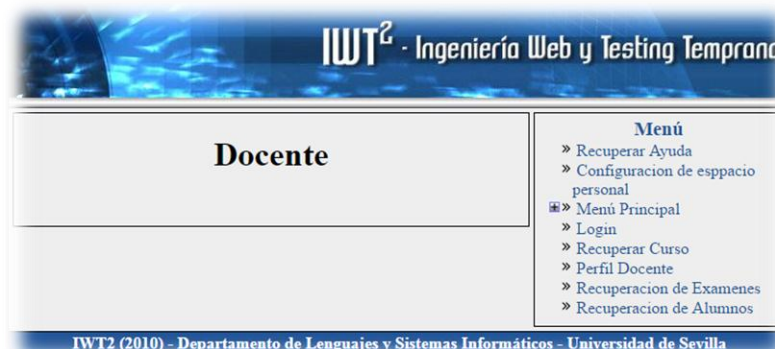 IWT² - Ingeniería Web y Testing Temprano
Docente
Menú
» Recuperar Ayuda
» Configuracion de esppacio
personal
» Menú Principal
» Login
» Recuperar Curso
» Perfil Docente
» Recuperacion de Examenes
» Recuperacion de Alumnos
IWT2 (2010) - Departamento de Lenguajes y Sistemas Informáticos - Universidad de Sevilla